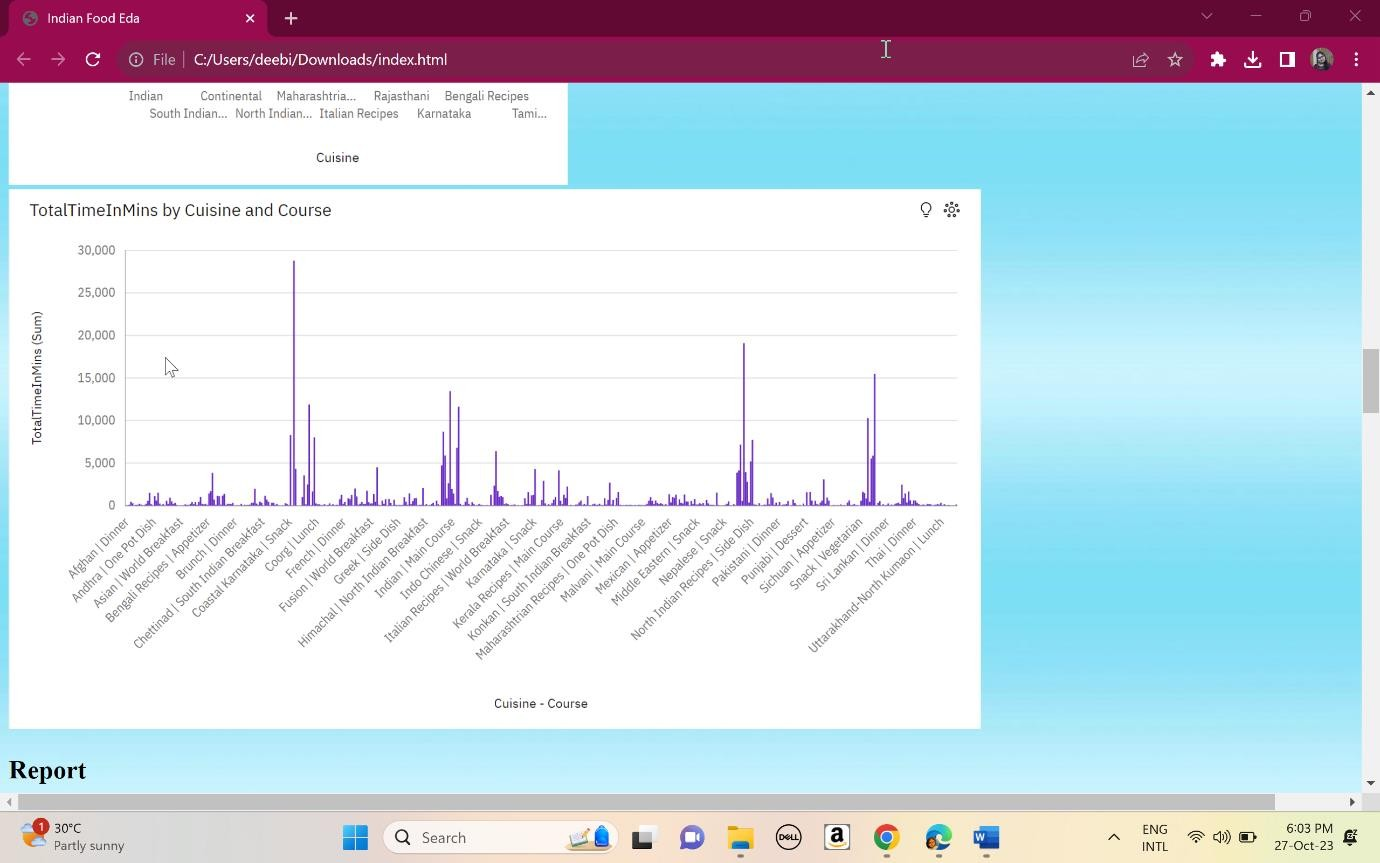 Indian Food Eda
File
C:/Users/deebi/Downloads/index.html
Indian Continental Maharashtria... Rajasthani Bengali Recipes
South Indian... North Indian... Italian Recipes Karnataka Tami...
Cuisine
TotalTimeInMins by Cuisine and Course
TotalTimeInMins (Sum)
30,000
25,000
20,000
15,000
10,000
5,000
0
Afghan | Dinner
Andhra | One Pot Dish
Asian | World Breakfast
Bengali Recipes | Appetizer
Brunch | Dinner
Chettinad | South Indian Breakfast
Coastal Karnataka | Snack
Coorg | Lunch
French | Dinner
Fusion | World Breakfast
Greek | Side Dish
Himachal | North Indian Breakfast
Indian | Main Course
Indo Chinese | Snack
Italian Recipes | World Breakfast
Karnataka | Snack
Kerala Recipes | Main Course
Konkan | South Indian Breakfast
Maharashtrian Recipes | One Pot Dish
Malvani | Main Course
Mexican | Appetizer
Middle Eastern | Snack
Nepalese | Snack
North Indian Recipes | Side Dish
Pakistani | Dinner
Punjabi | Dessert
Sichuan | Appetizer
Snack | Vegetarian
Sri Lankan | Dinner
Thai | Dinner
Uttarakhand-North Kumaon | Lunch
Cuisine - Course
Report
1
30°C
Partly sunny
Search
DELL
a
W
ENG
INTL
6:03 PM
27-Oct-23